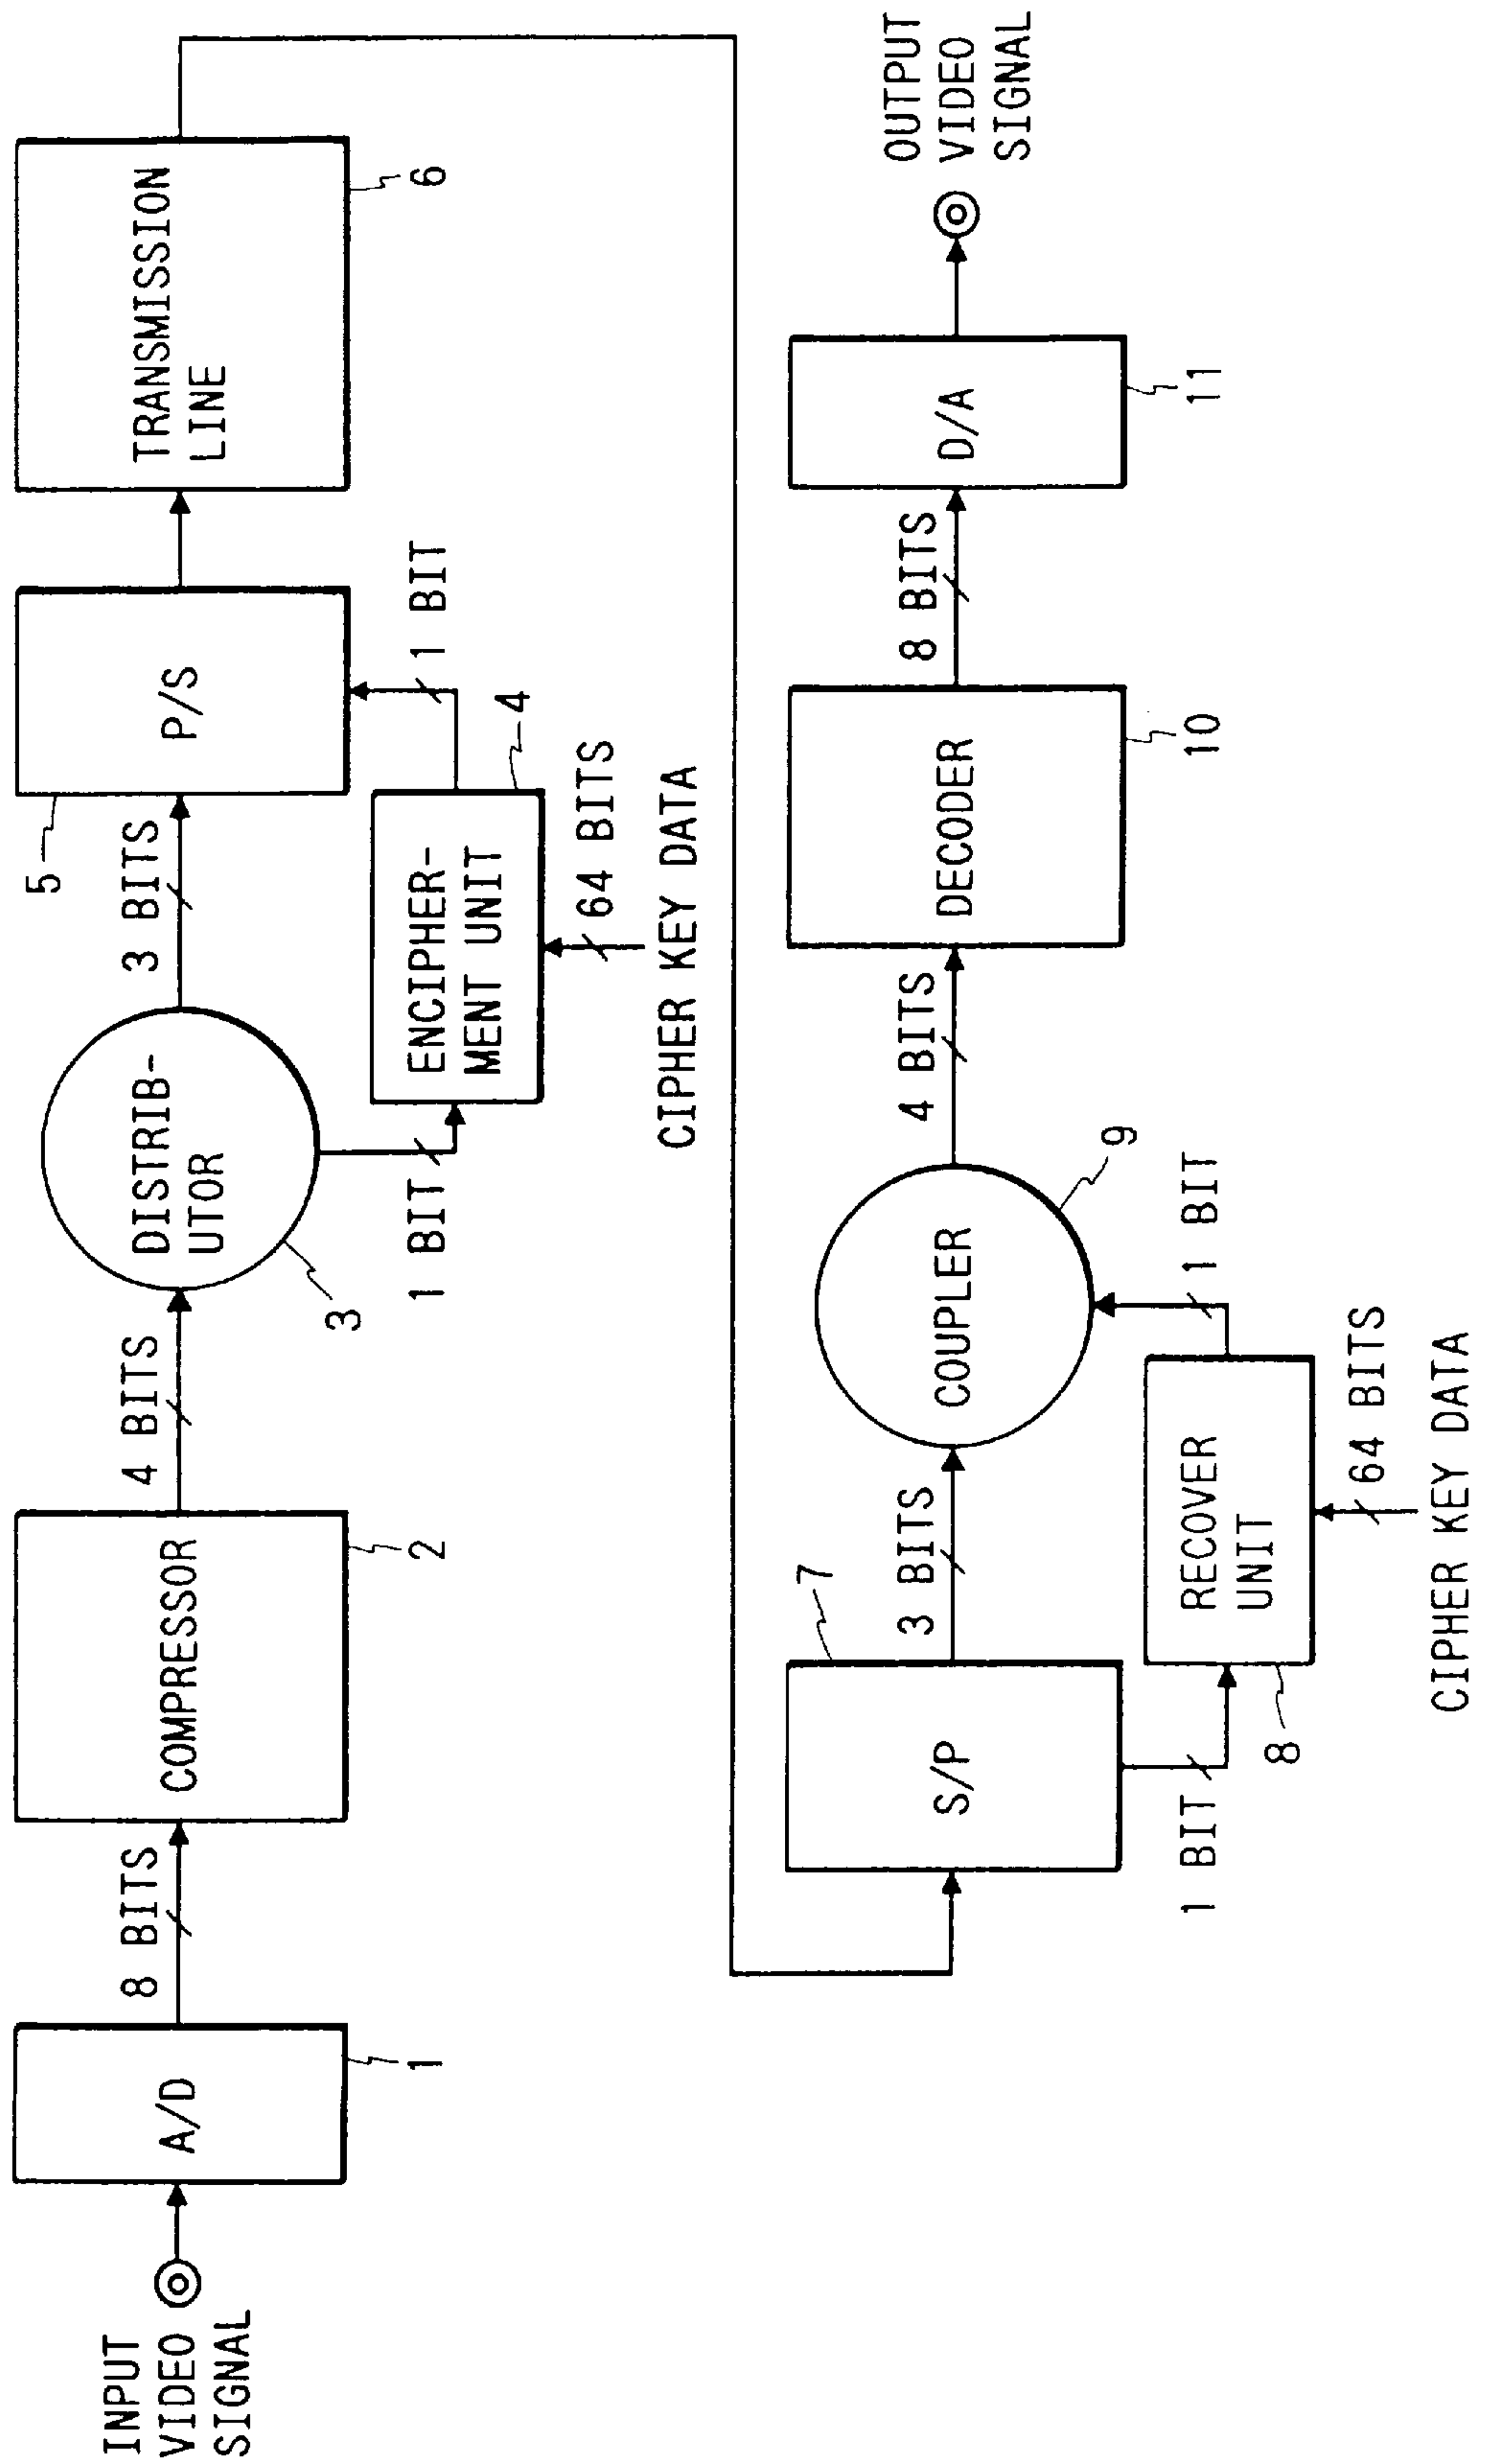 INPUT
VIDEO
SIGNAL
A/D
1
8 BITS
COMPRESSOR
2
4 BITS
DISTRIB-
UTOR
3
3 BITS
1 BIT
ENCIPHER-
MENT UNIT
4
64 BITS
CIPHER KEY DATA
1 BIT
P/S
5
TRANSMISSION
LINE
6
S/P
7
3 BITS
1 BIT
RECOVER
UNIT
8
64 BITS
CIPHER KEY DATA
1 BIT
COUPLER
9
4 BITS
DECODER
10
8 BITS
D/A
11
OUTPUT
VIDEO
SIGNAL